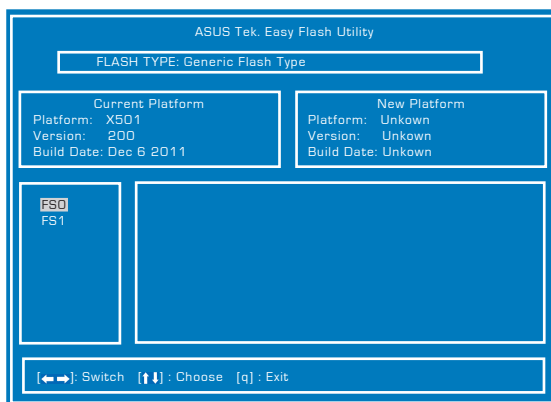 ASUS Tek. Easy Flash Utility
FLASH TYPE: Generic Flash Type
Current Platform
Platform: X501
Version: 200
Build Date: Dec 6 2011
New Platform
Platform: Unkown
Version: Unkown
Build Date: Unkown
FS0
FS1
[←→]: Switch [↑↓] : Choose [q] : Exit